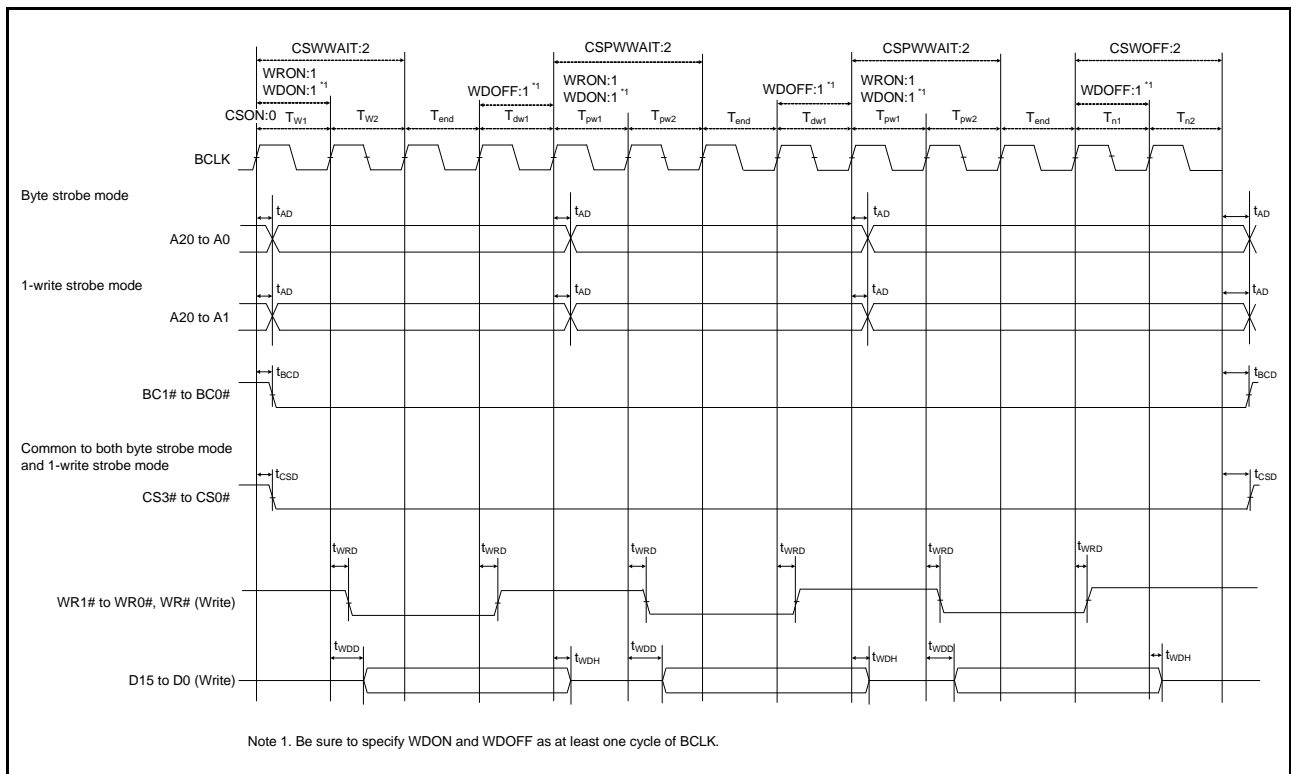 CSWWAIT:2 CSPWWAIT:2 CSPWWAIT:2 CSWOFF:2
WRON:1 WRON:1 WRON:1
WDON:1 *1 WDOFF:1 *1 WDON:1 *1 WDOFF:1 *1 WDON:1 *1 WDOFF:1 *1
CSON:0 TW1 TW2 Tend Tdw1 Tpw1 Tpw2 Tend Tdw1 Tpw1 Tpw2 Tend Tn1 Tn2
BCLK
Byte strobe mode
tAD tAD tAD tAD
A20 to A0
1-write strobe mode
tAD tAD tAD tAD
A20 to A1
tBCD tBCD
BC1# to BC0#
Common to both byte strobe mode
and 1-write strobe mode
tCSD tCSD
CS3# to CS0#
tWRD tWRD tWRD tWRD tWRD tWRD
WR1# to WR0#, WR# (Write)
tWDD tWDH tWDD tWDH tWDD tWDH
D15 to D0 (Write)
Note 1. Be sure to specify WDON and WDOFF as at least one cycle of BCLK.